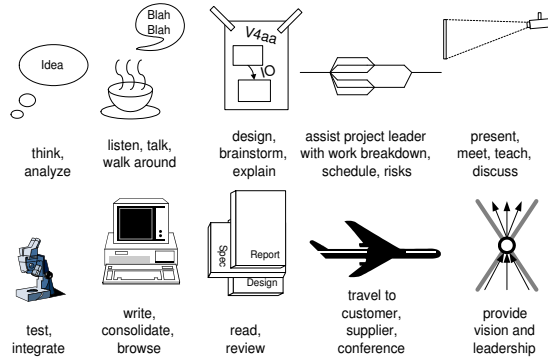 Blah
Blah
Idea
V4aa
IO
think,
analyze
listen, talk,
walk around
design,
brainstorm,
explain
assist project leader
with work breakdown,
schedule, risks
present,
meet, teach,
discuss
Spec
Report
Design
test,
integrate
write,
consolidate,
browse
read,
review
travel to
customer,
supplier,
conference
provide
vision and
leadership